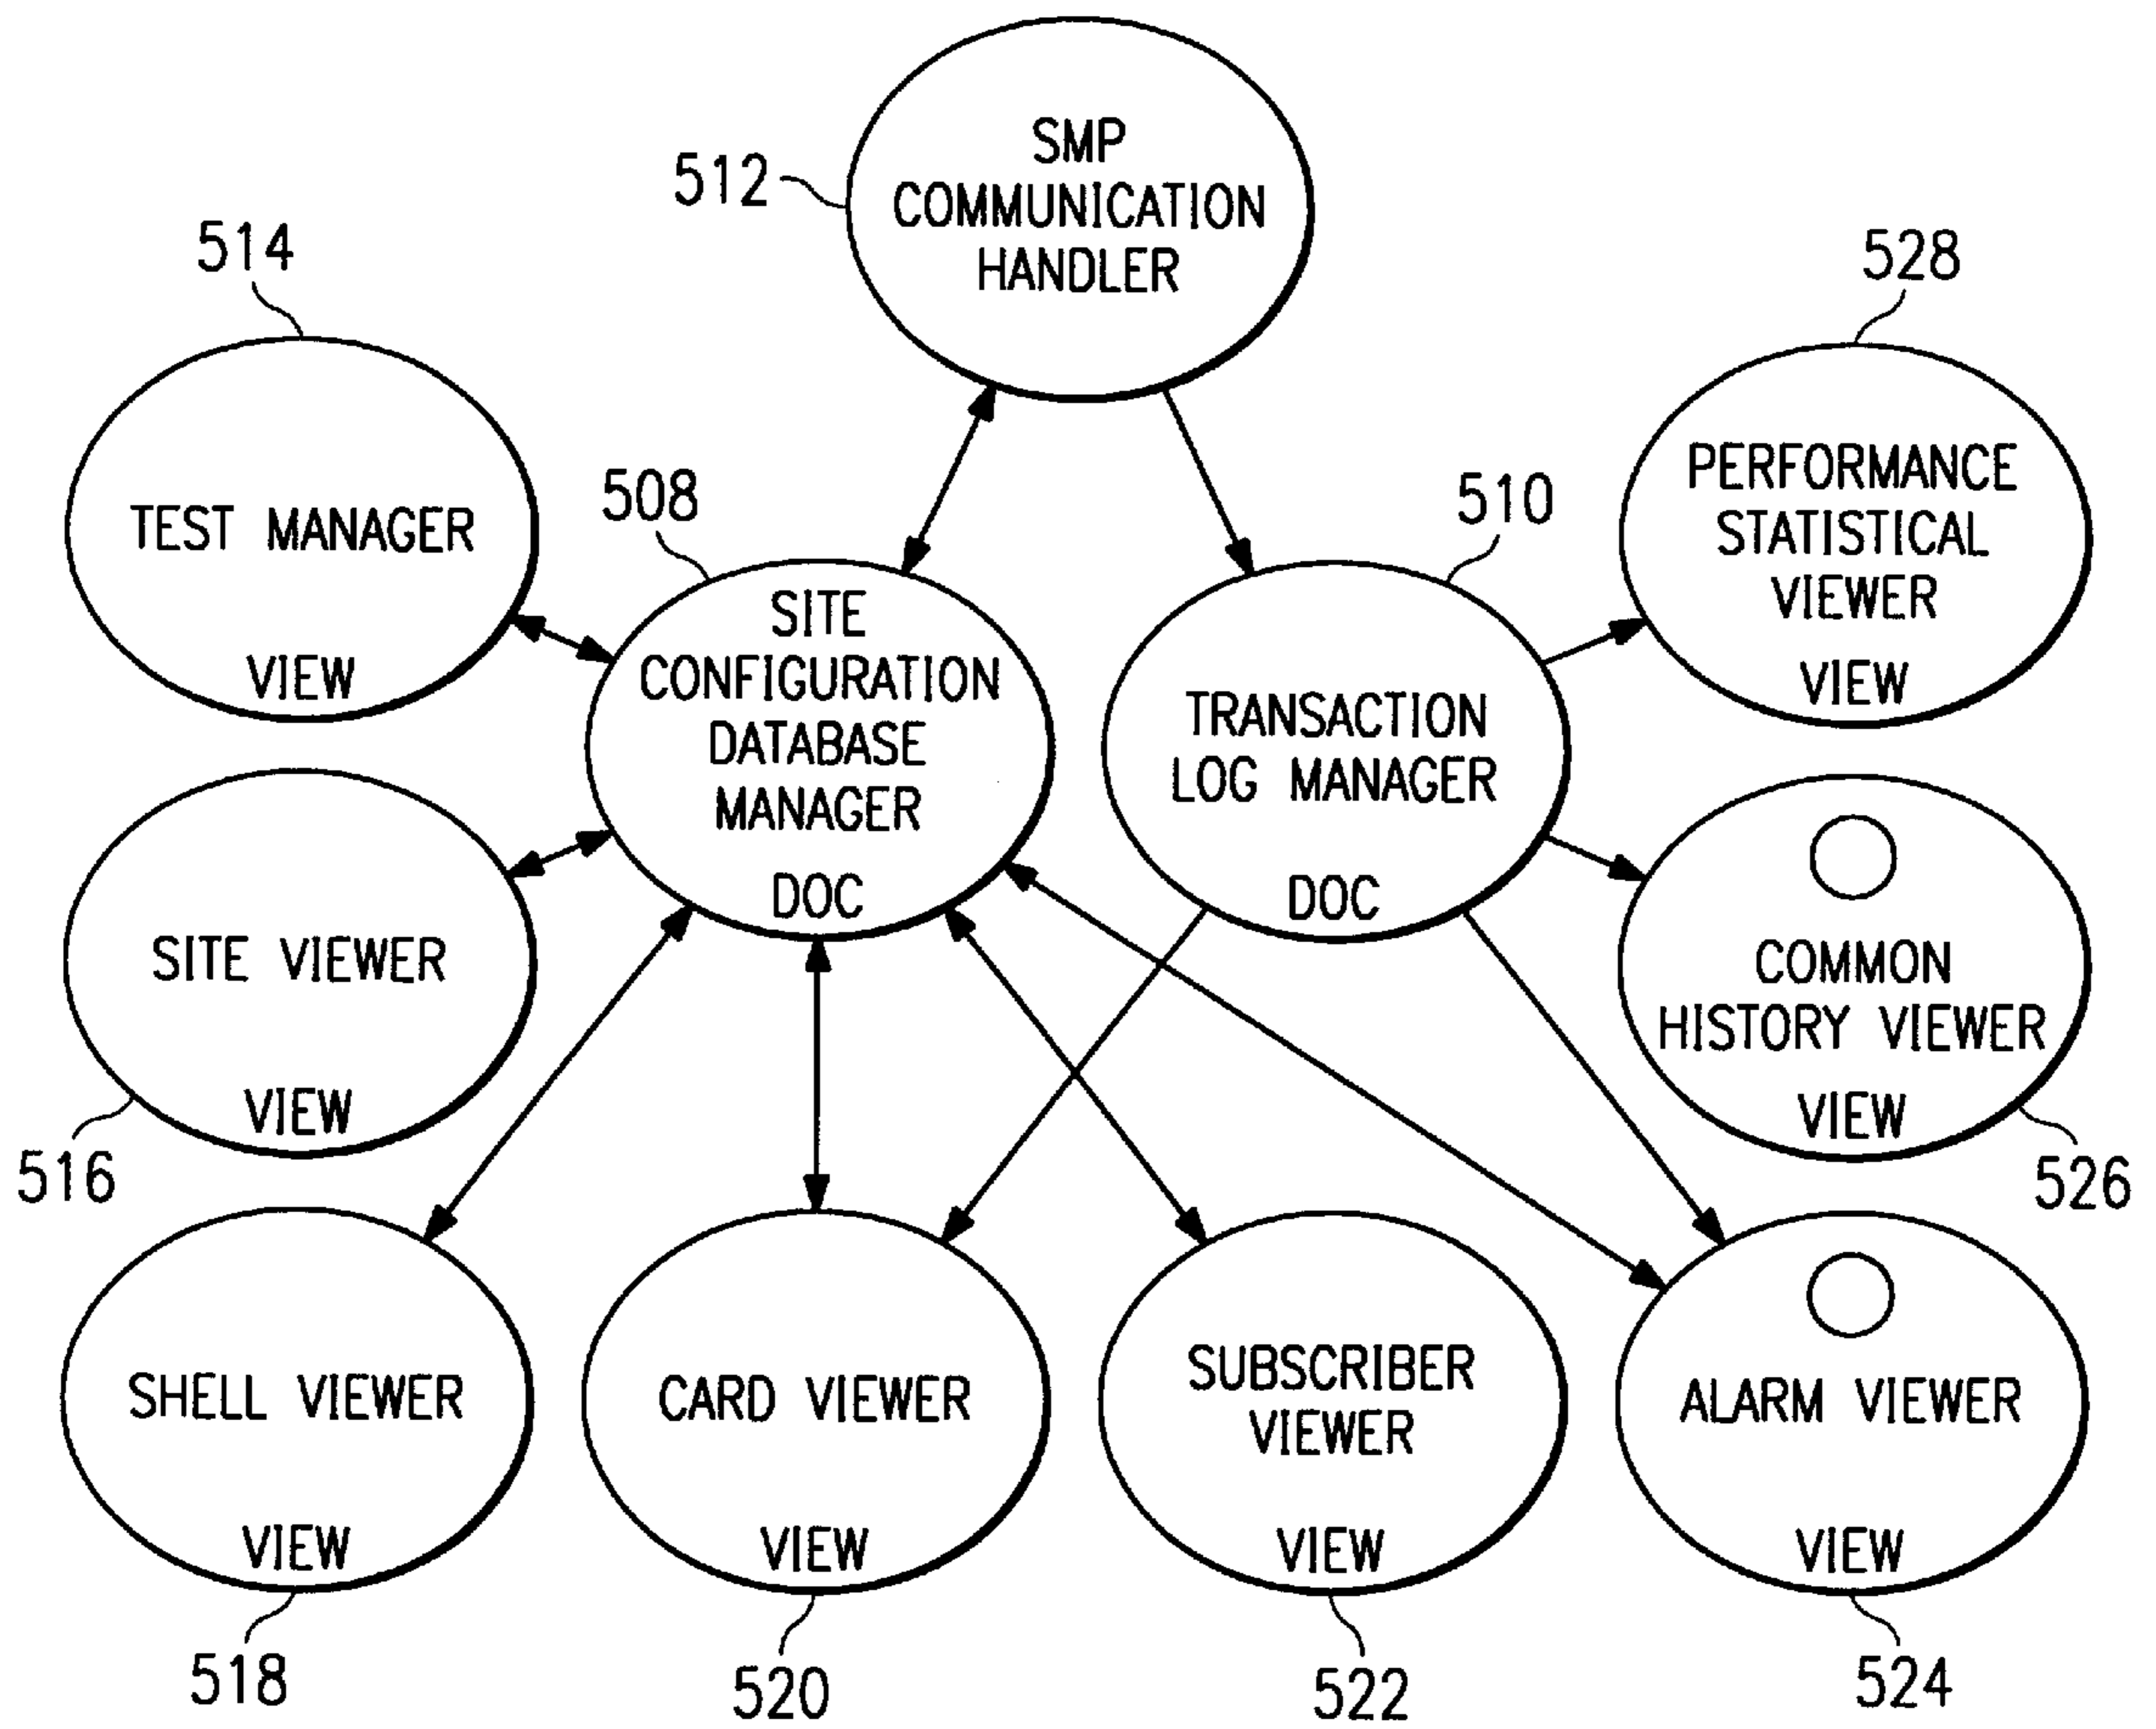 512
SMP
COMMUNICATION
HANDLER
514
TEST MANAGER
VIEW
508
SITE
CONFIGURATION
DATABASE
MANAGER
DOC
510
TRANSACTION
LOG MANAGER
DOC
528
PERFORMANCE
STATISTICAL
VIEWER
VIEW
SITE VIEWER
VIEW
516
COMMON
HISTORY VIEWER
VIEW
526
SHELL VIEWER
VIEW
518
CARD VIEWER
VIEW
520
SUBSCRIBER
VIEWER
VIEW
522
ALARM VIEWER
VIEW
524